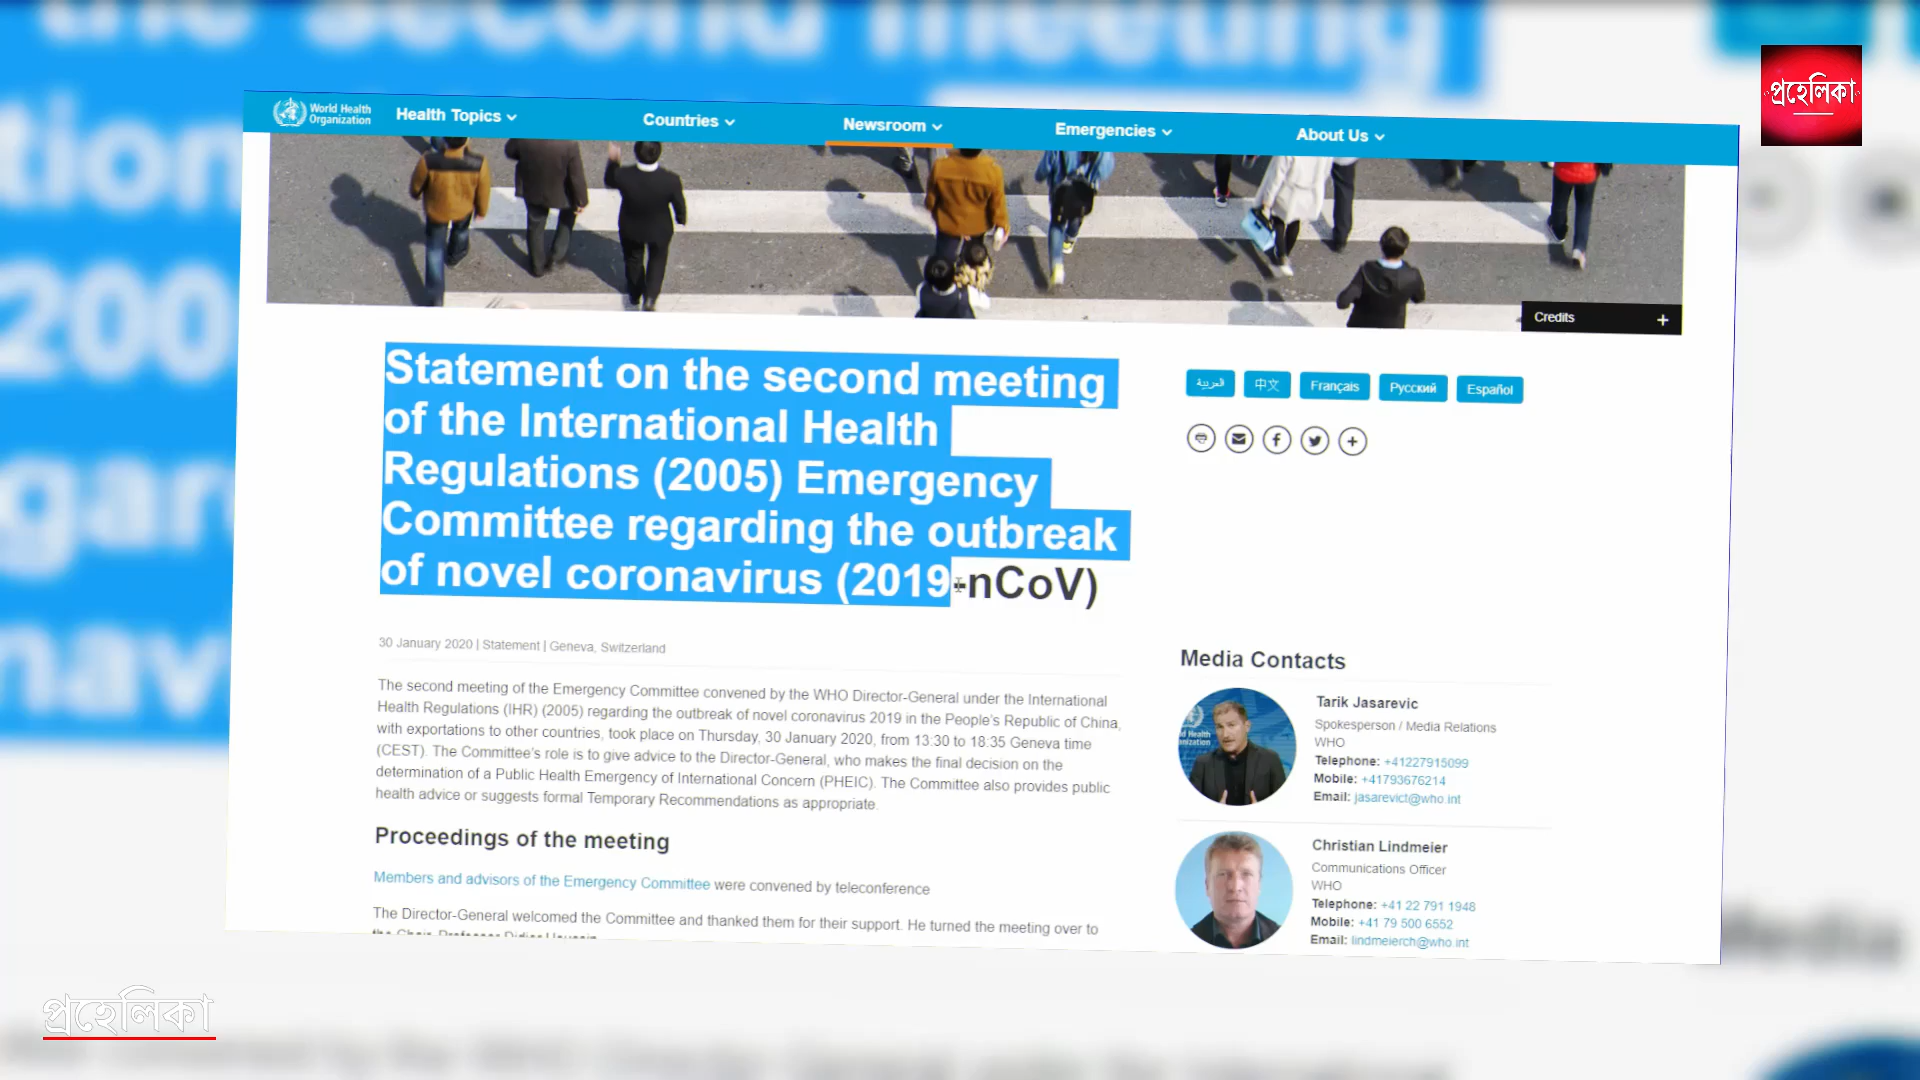 the second meeting
প্রহেলিকা
World Health
Organization
Health Topics
Countries
Newsroom
Emergencies
About Us
Credits +
Statement on the second meeting
of the International Health
Regulations (2005) Emergency
Committee regarding the outbreak
of novel coronavirus (2019-nCoV)
العربية
中文
Français
Русский
Español
30 January 2020 | Statement | Geneva, Switzerland
The second meeting of the Emergency Committee convened by the WHO Director-General under the International
Health Regulations (IHR) (2005) regarding the outbreak of novel coronavirus 2019 in the People's Republic of China,
with exportations to other countries, took place on Thursday, 30 January 2020, from 13:30 to 18:35 Geneva time
(CEST). The Committee's role is to give advice to the Director-General, who makes the final decision on the
determination of a Public Health Emergency of International Concern (PHEIC). The Committee also provides public
health advice or suggests formal Temporary Recommendations as appropriate.
Proceedings of the meeting
Members and advisors of the Emergency Committee were convened by teleconference
The Director-General welcomed the Committee and thanked them for their support. He turned the meeting over to
Media Contacts
Tarik Jasarevic
Spokesperson / Media Relations
WHO
Telephone: +41227915099
Mobile: +41793676214
Email: jasarevict@who.int
Christian Lindmeier
Communications Officer
WHO
Telephone: +41 22 791 1948
Mobile: +41 79 500 6552
Email: lindmeierch@who.int
প্রহেলিকা